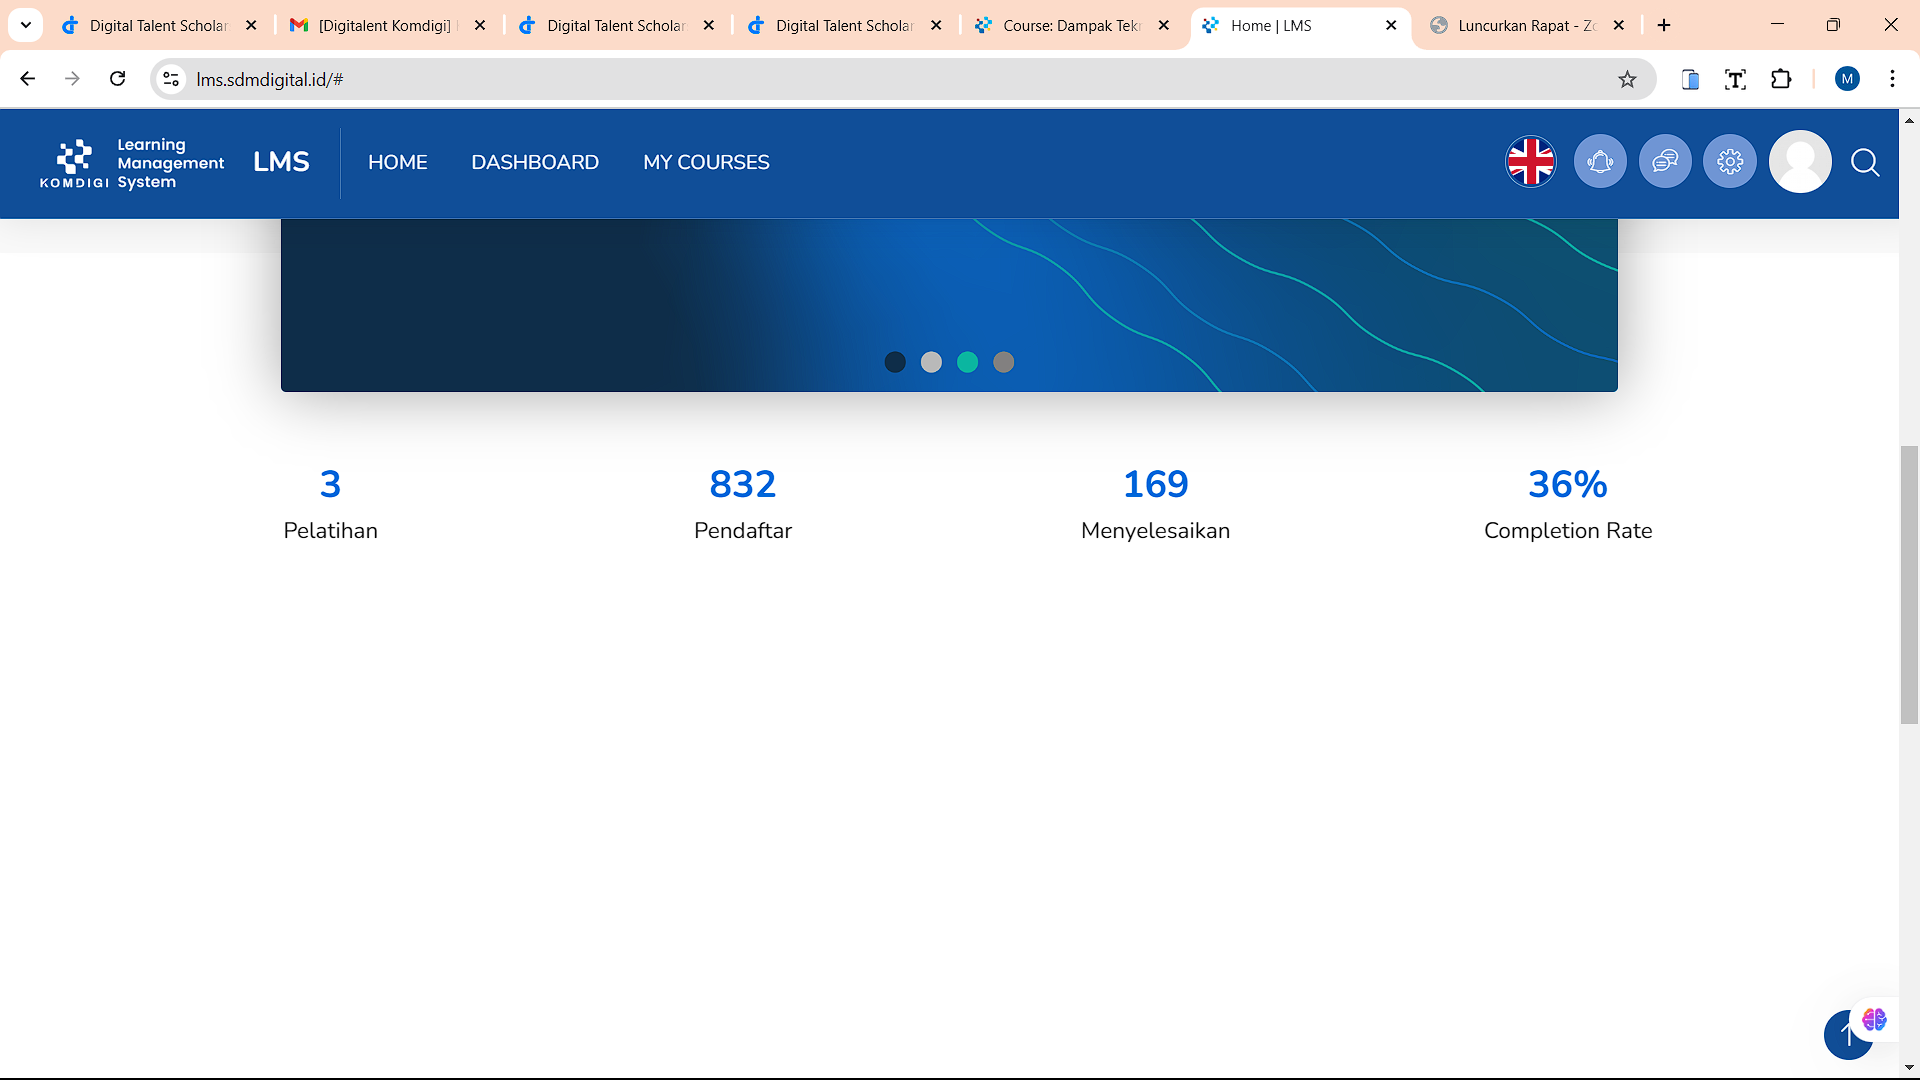 Digital Talent Scholar
[Digitalent Komdigi]
Digital Talent Scholar
Digital Talent Scholar
Course: Dampak Tekn
Home | LMS
Luncurkan Rapat - Zo
lms.sdmdigital.id/#
M
KOMDIGI
Learning
Management
System
LMS
HOME
DASHBOARD
MY COURSES
3
Pelatihan
832
Pendaftar
169
Menyelesaikan
36%
Completion Rate